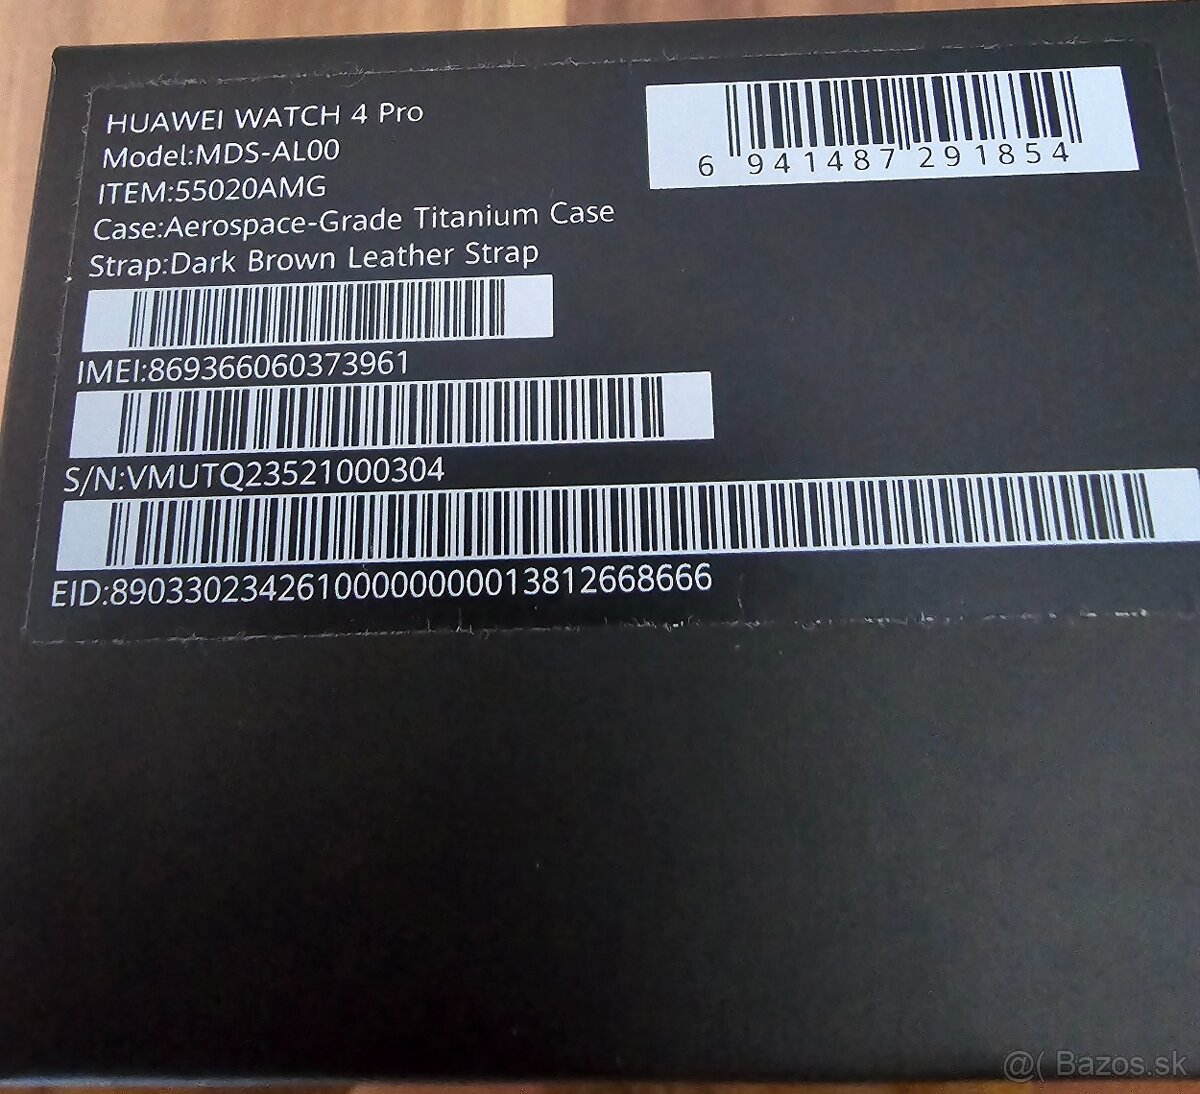 HUAWEI WATCH 4 Pro
Model:MDS-AL00
ITEM:55020AMG
Case:Aerospace-Grade Titanium Case
Strap:Dark Brown Leather Strap
6 941487 291854
IMEI:869366060373961
S/N:VMUTQ23521000304
EID:89033023426100000000013812668666
@( Bazos.sk